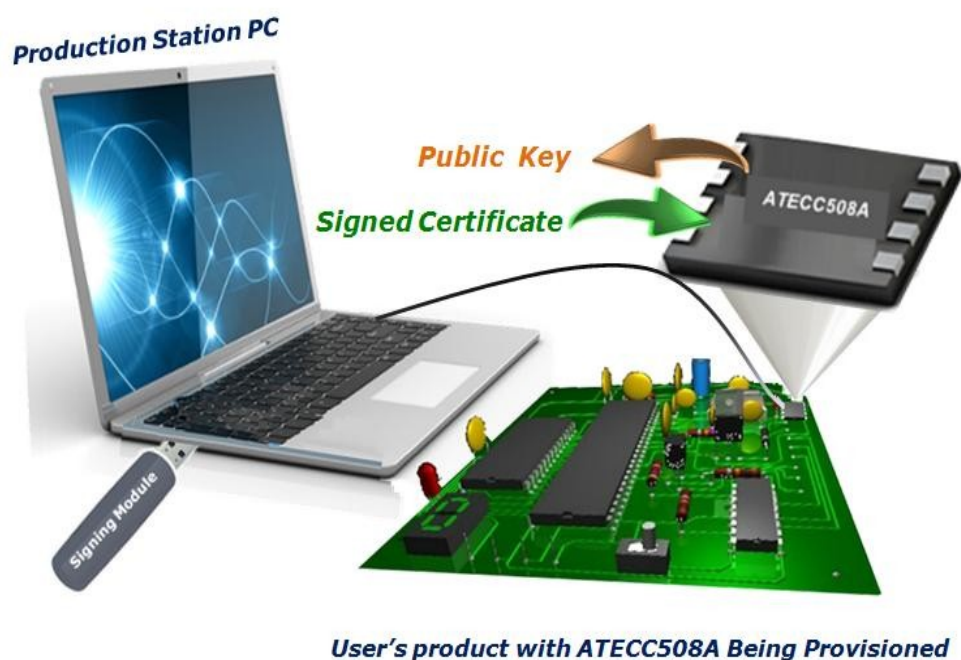 Production Station PC
Public Key
Signed Certificate
ATECC508A
Signing Module
User's product with ATECC508A Being Provisioned